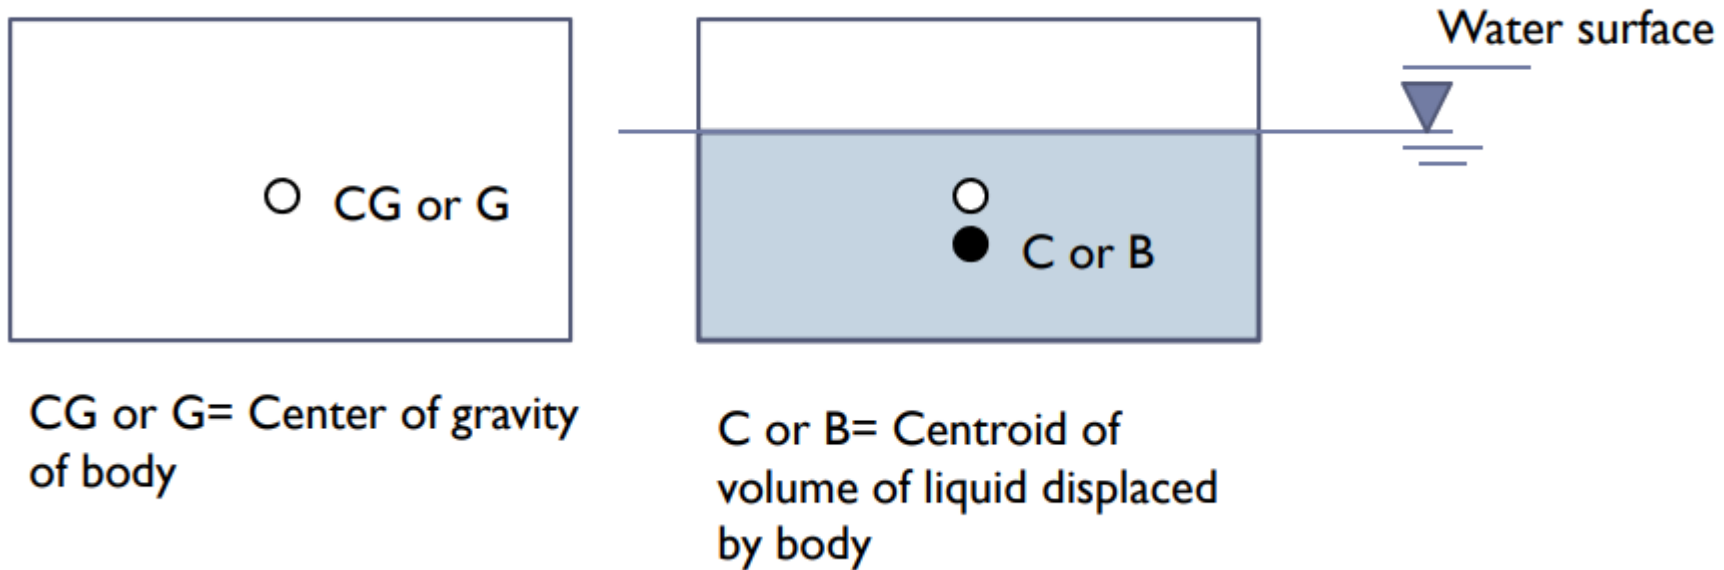 Water surface
CG or G
C or B
CG or G= Center of gravity
of body
C or B= Centroid of
volume of liquid displaced
by body